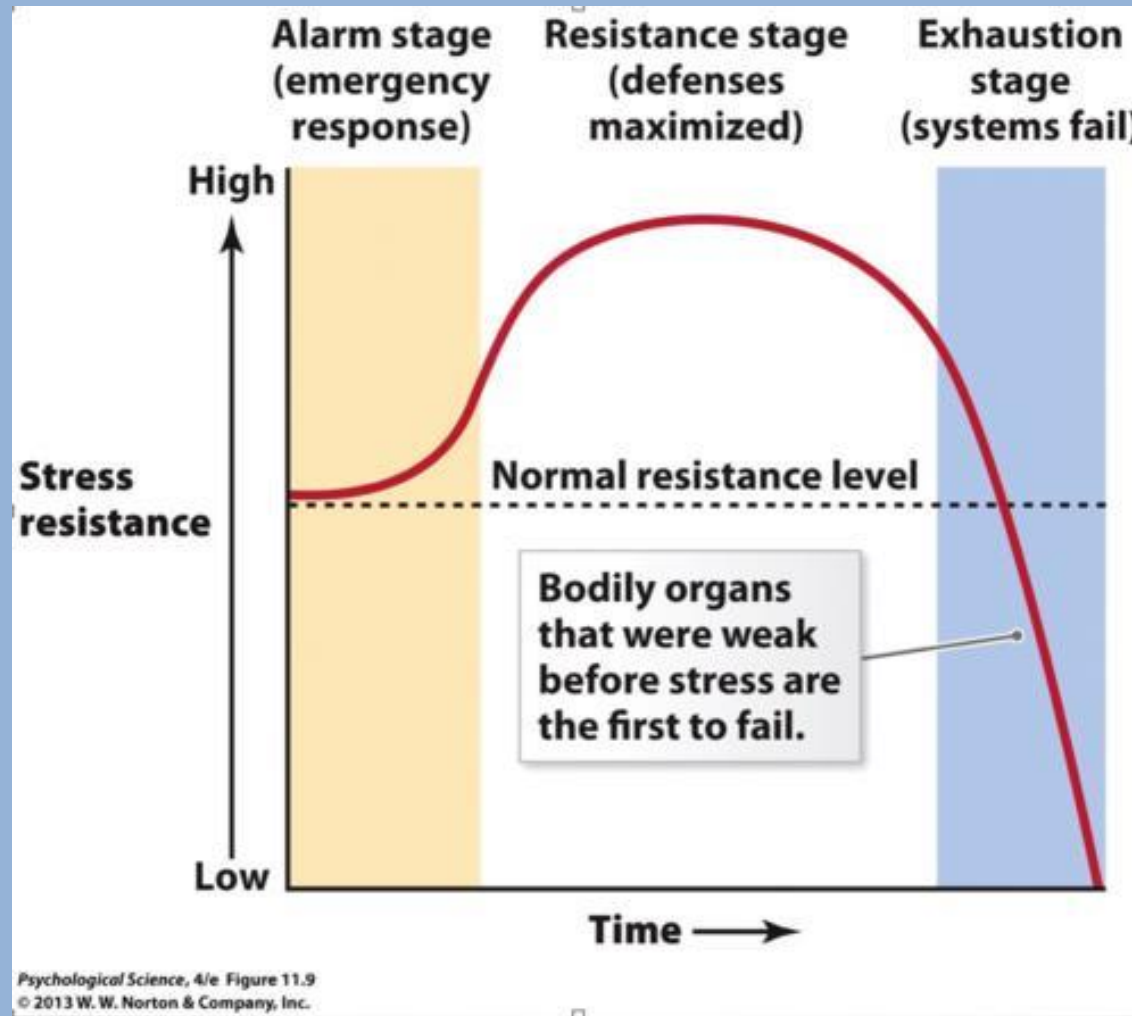 Alarm stage
(emergency
response)
Resistance stage
(defenses
maximized)
Exhaustion
stage
(systems fail)
High
Stress
resistance
Normal resistance level
Bodily organs
that were weak
before stress are
the first to fail.
Low
Time
Psychological Science, 4/e Figure 11.9
© 2013 W. W. Norton & Company, Inc.